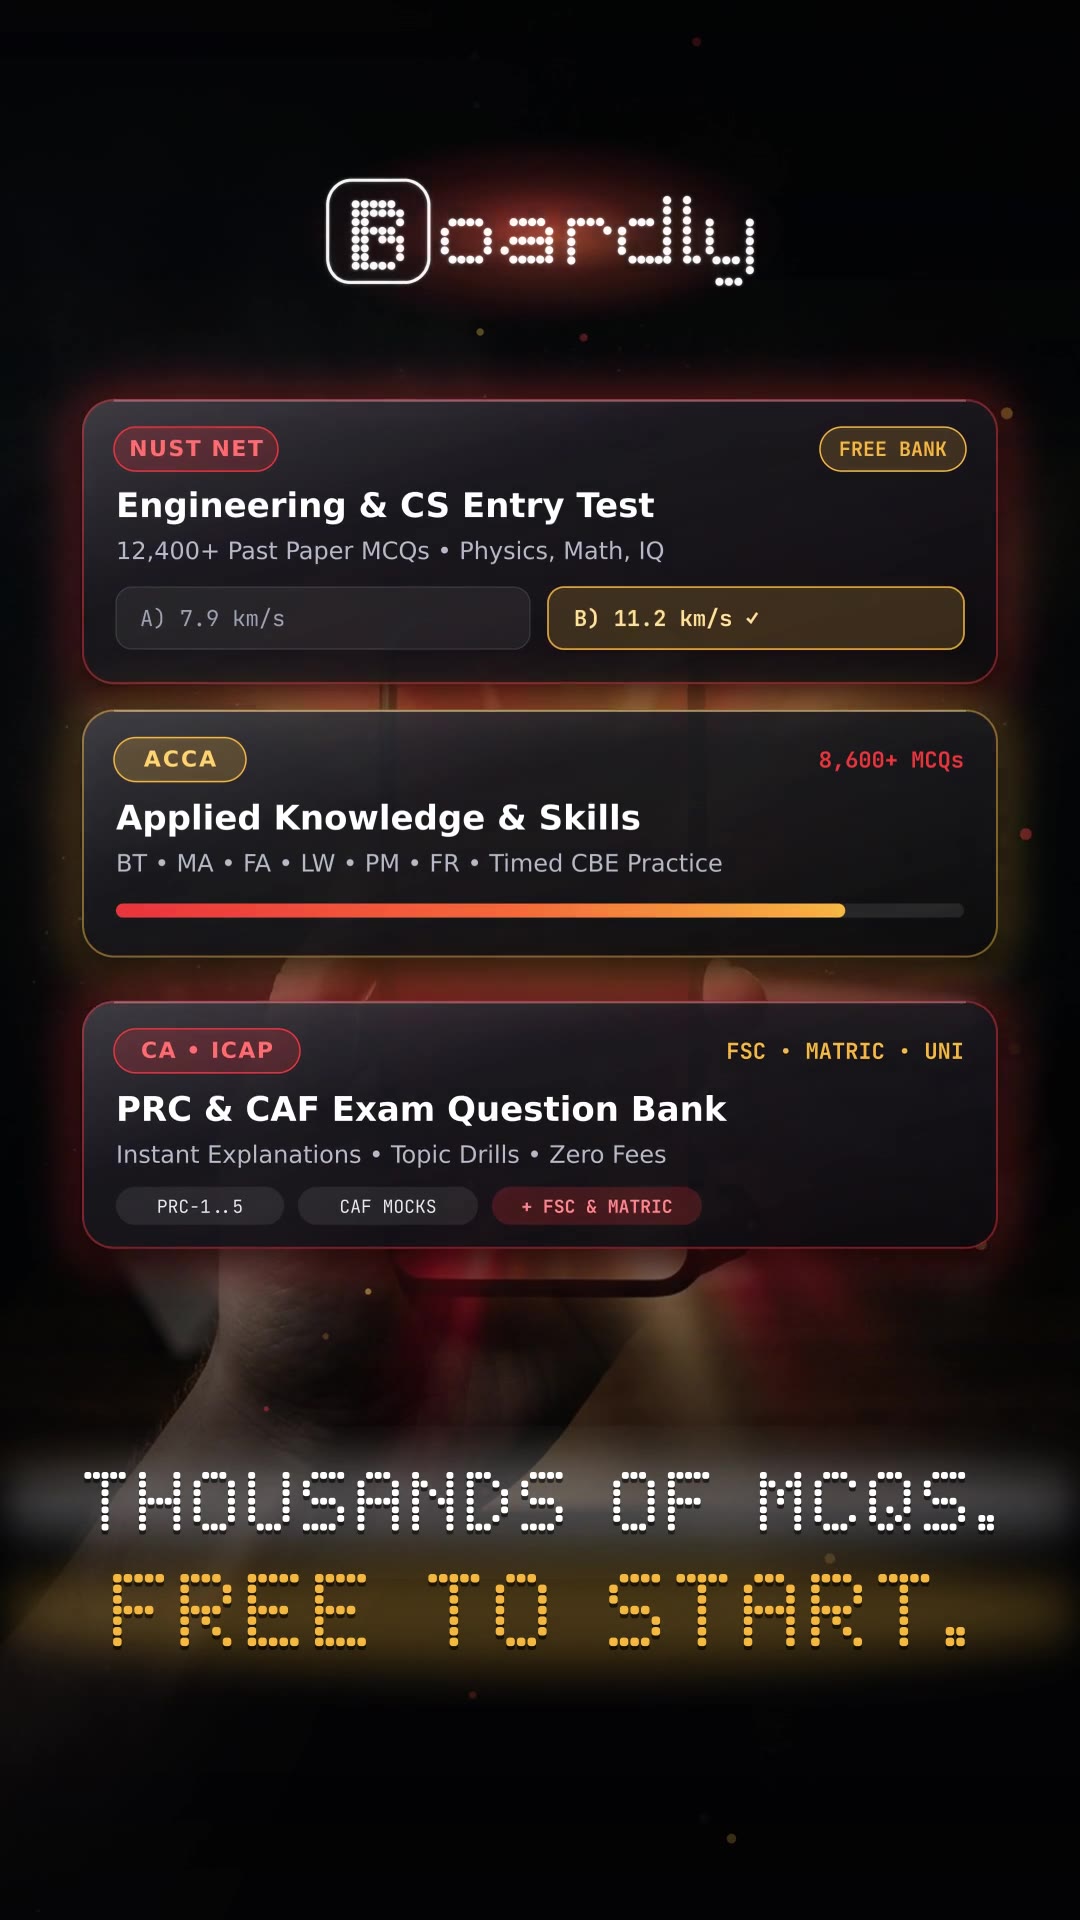 Boardly
NUST NET
FREE BANK
Engineering & CS Entry Test
12,400+ Past Paper MCQs • Physics, Math, IQ
A) 7.9 km/s
B) 11.2 km/s ✓
ACCA
8,600+ MCQs
Applied Knowledge & Skills
BT • MA • FA • LW • PM • FR • Timed CBE Practice
CA • ICAP
FSC • MATRIC • UNI
PRC & CAF Exam Question Bank
Instant Explanations • Topic Drills • Zero Fees
PRC-1..5
CAF MOCKS
+ FSC & MATRIC
THOUSANDS OF MCQS.
FREE TO START.